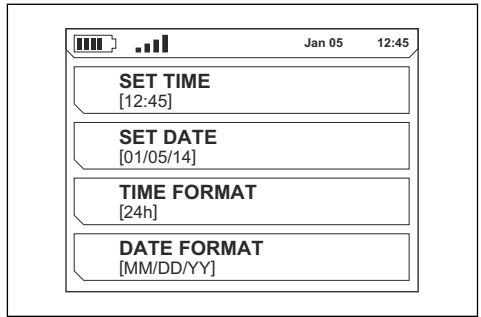 Jan 05 12:45
SET TIME
[12:45]
SET DATE
[01/05/14]
TIME FORMAT
[24h]
DATE FORMAT
[MM/DD/YY]